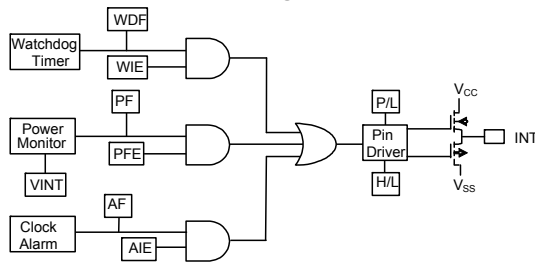 WDF
Watchdog
Timer
WIE
PF
Power
Monitor
PFE
VINT
AF
Clock
Alarm
AIE
P/L
Pin
Driver
H/L
VCC
INT
VSS